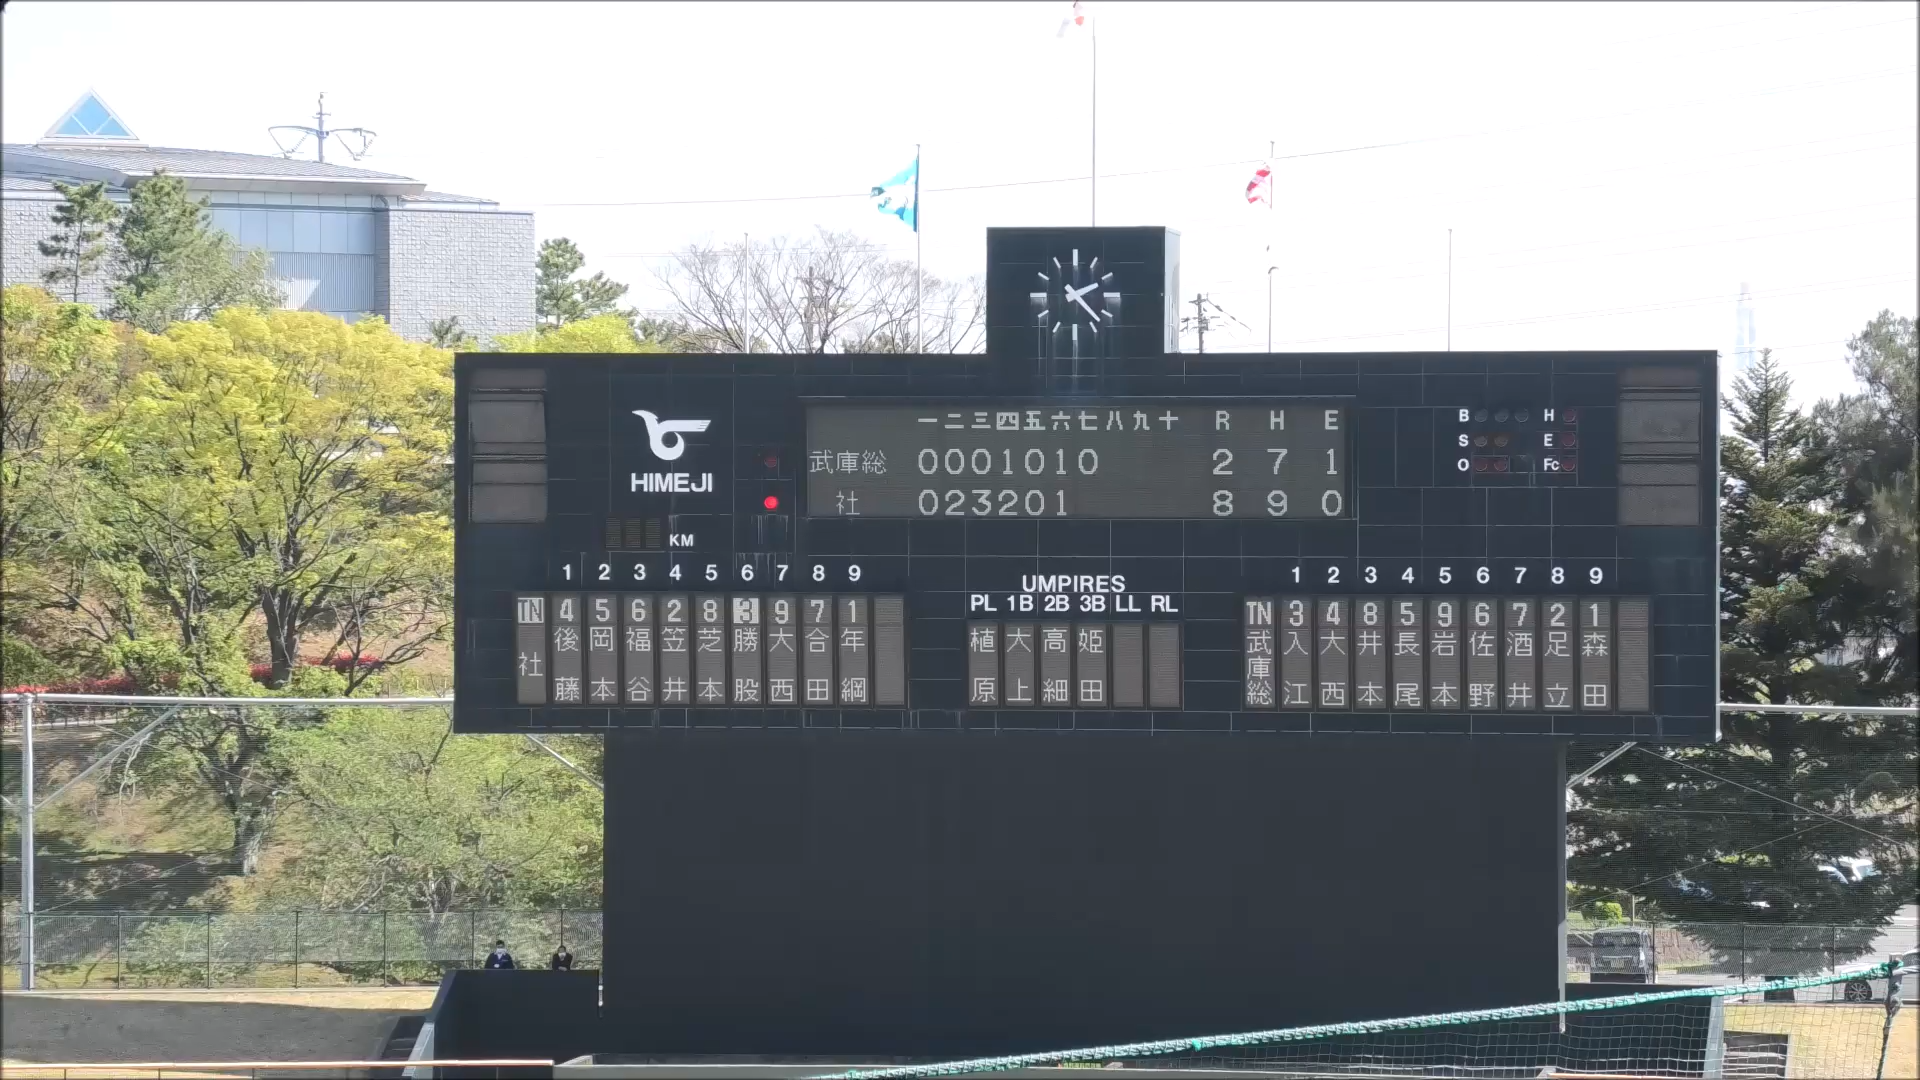 一二三四五六七八九十 R H E
武庫総 0001010 2 7 1
社 023201 8 9 0
HIMEJI
KM
B H
S E
O Fc
1 2 3 4 5 6 7 8 9
TN 4 5 6 2 8 3 9 7 1
社 後藤 岡本 福谷 笠井 芝本 勝股 大西 合田 年綱
UMPIRES
PL 1B 2B 3B LL RL
植原 大上 高細 姫田
1 2 3 4 5 6 7 8 9
TN 3 4 8 5 9 6 7 2 1
武庫総 入江 大西 井本 長尾 岩本 佐野 酒井 足立 森田